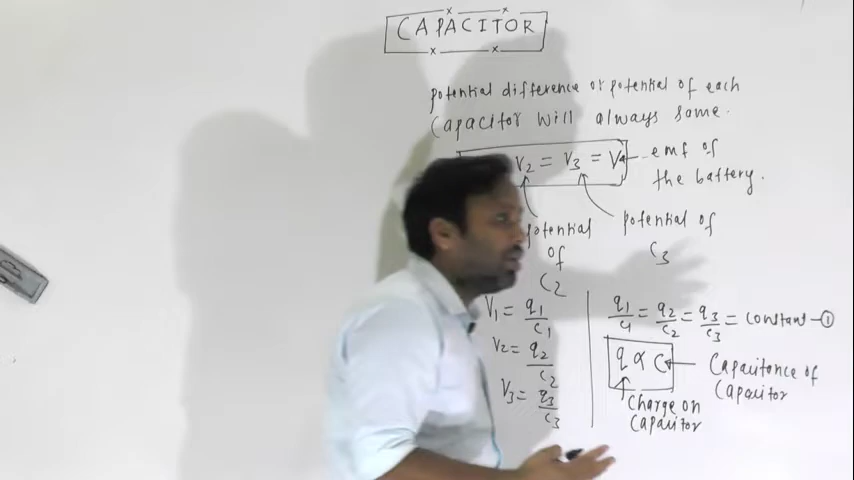 CAPACITOR
potential difference or potential of each
Capacitor will always same.
V2 = V3 = V emf of
the battery.
potential
of
C2
potential of
C3
V1 = q1/C1
V2 = q2/C2
V3 = q3/C3
q1/C1 = q2/C2 = q3/C3 = constant - ①
q ∝ C
Capacitance of
Capacitor
Charge on
Capacitor